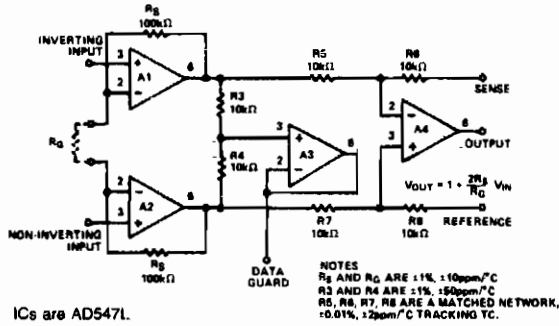 RS
100kΩ
INVERTING
INPUT
3
2
+
−
A1
6
R5
10kΩ
R6
10kΩ
SENSE
R3
10kΩ
R4
10kΩ
RG
3
2
+
−
A3
6
2
3
−
+
A4
6
OUTPUT
VOUT = 1 + 2RS/RG VIN
2
3
−
+
A2
6
NON-INVERTING
INPUT
RS
100kΩ
R7
10kΩ
R8
10kΩ
REFERENCE
DATA
GUARD
NOTES
RS AND RG ARE ±1%, ±10ppm/°C
R3 AND R4 ARE ±1%, ±50ppm/°C
R5, R6, R7, R8 ARE A MATCHED NETWORK,
±0.01%, ±2ppm/°C TRACKING TC.
ICs are AD547L.